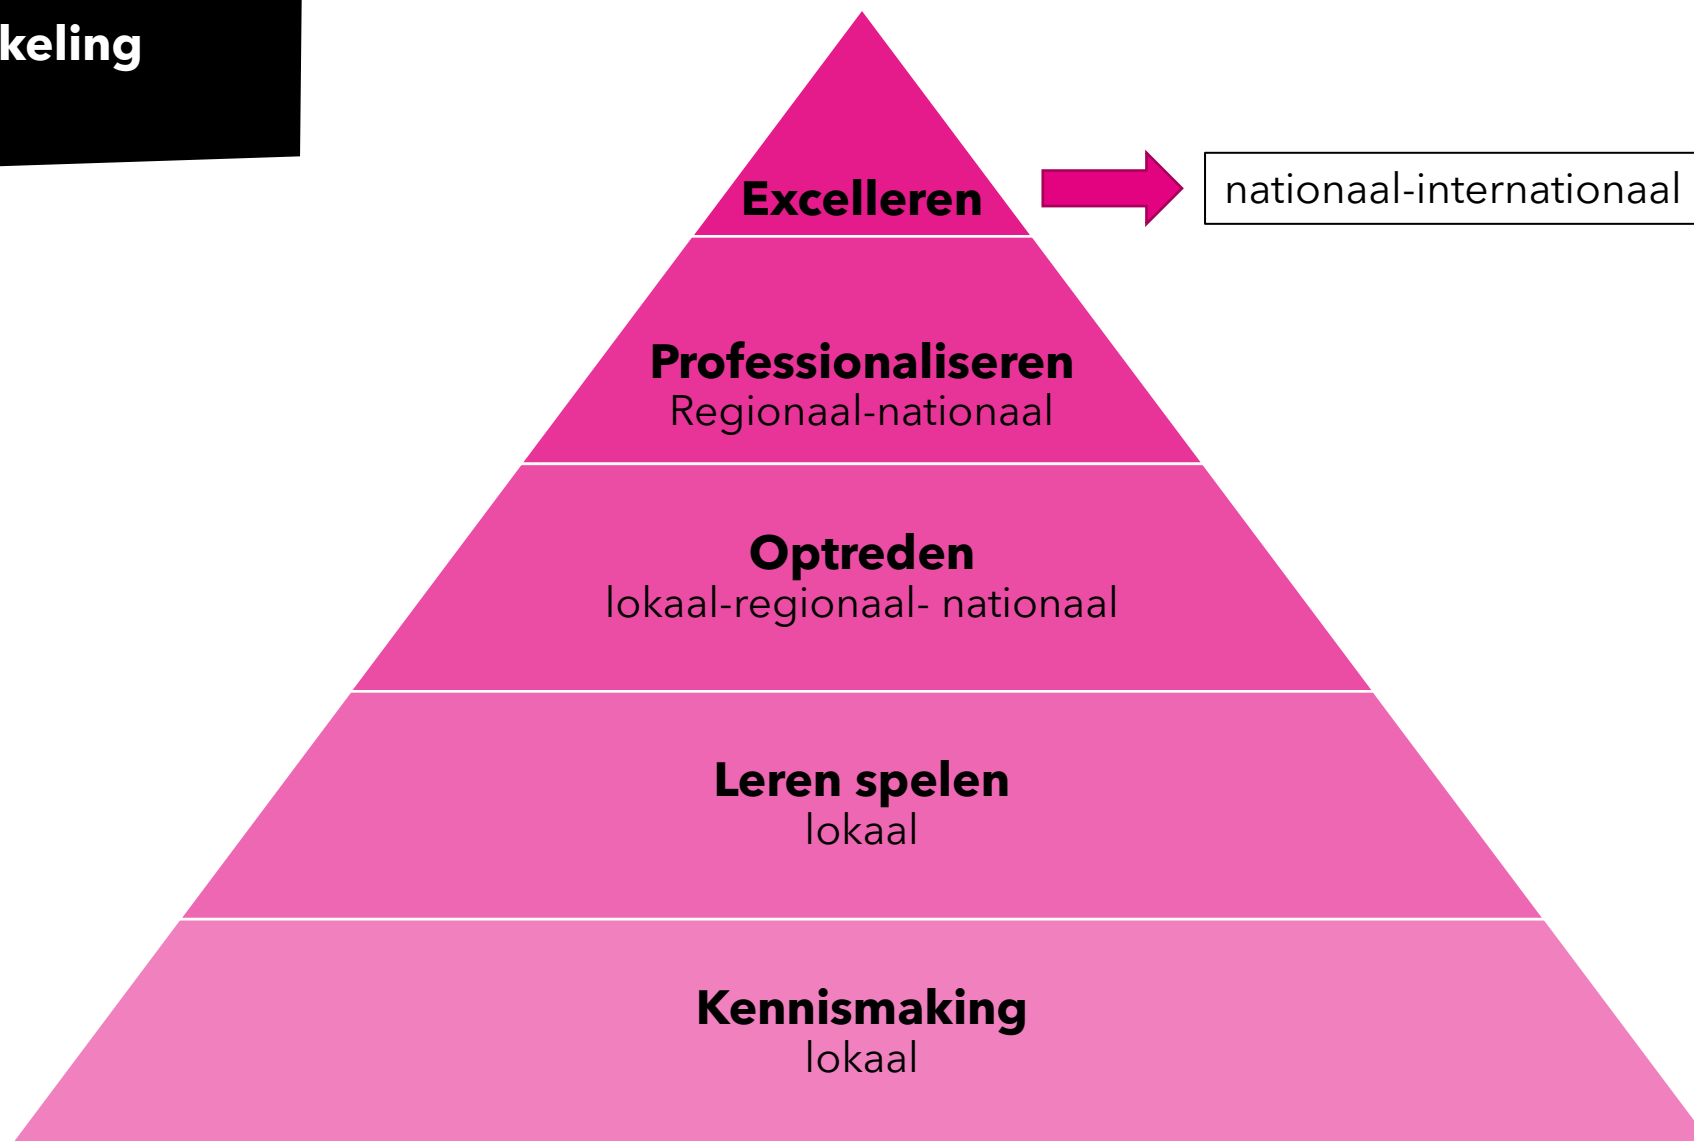 keling
Excelleren
nationaal-internationaal
Professionaliseren
Regionaal-nationaal
Optreden
lokaal-regionaal- nationaal
Leren spelen
lokaal
Kennismaking
lokaal